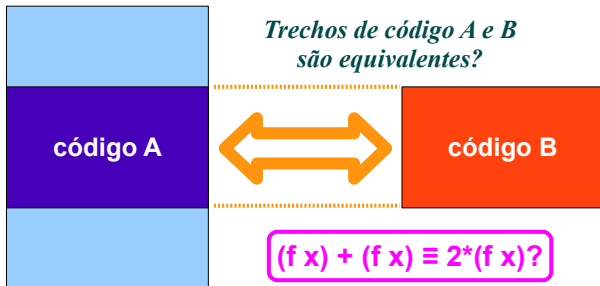 Trechos de código A e B
são equivalentes?
código A
código B
(f x) + (f x) ≡ 2*(f x)?